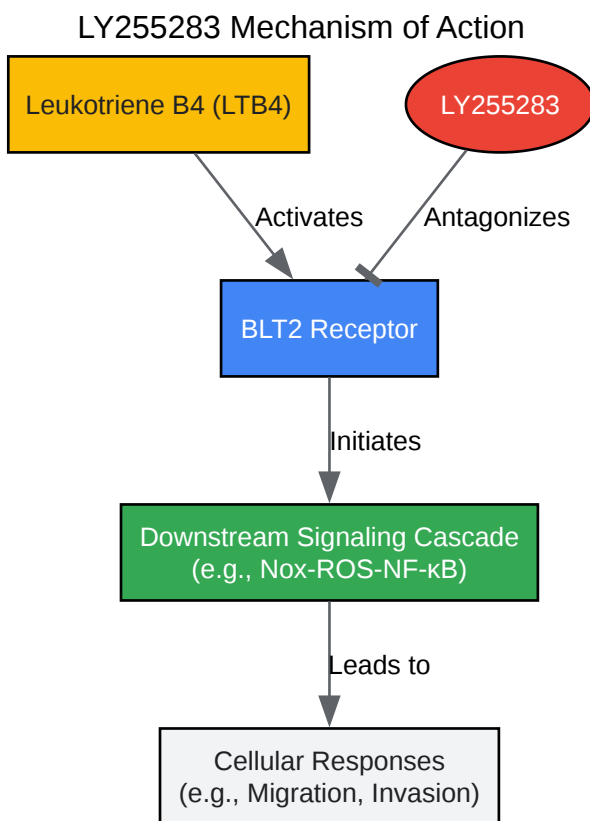 LY255283 Mechanism of Action
Leukotriene B4 (LTB4)
LY255283
Activates
Antagonizes
BLT2 Receptor
Initiates
Downstream Signaling Cascade
(e.g., Nox-ROS-NF-κB)
Leads to
Cellular Responses
(e.g., Migration, Invasion)